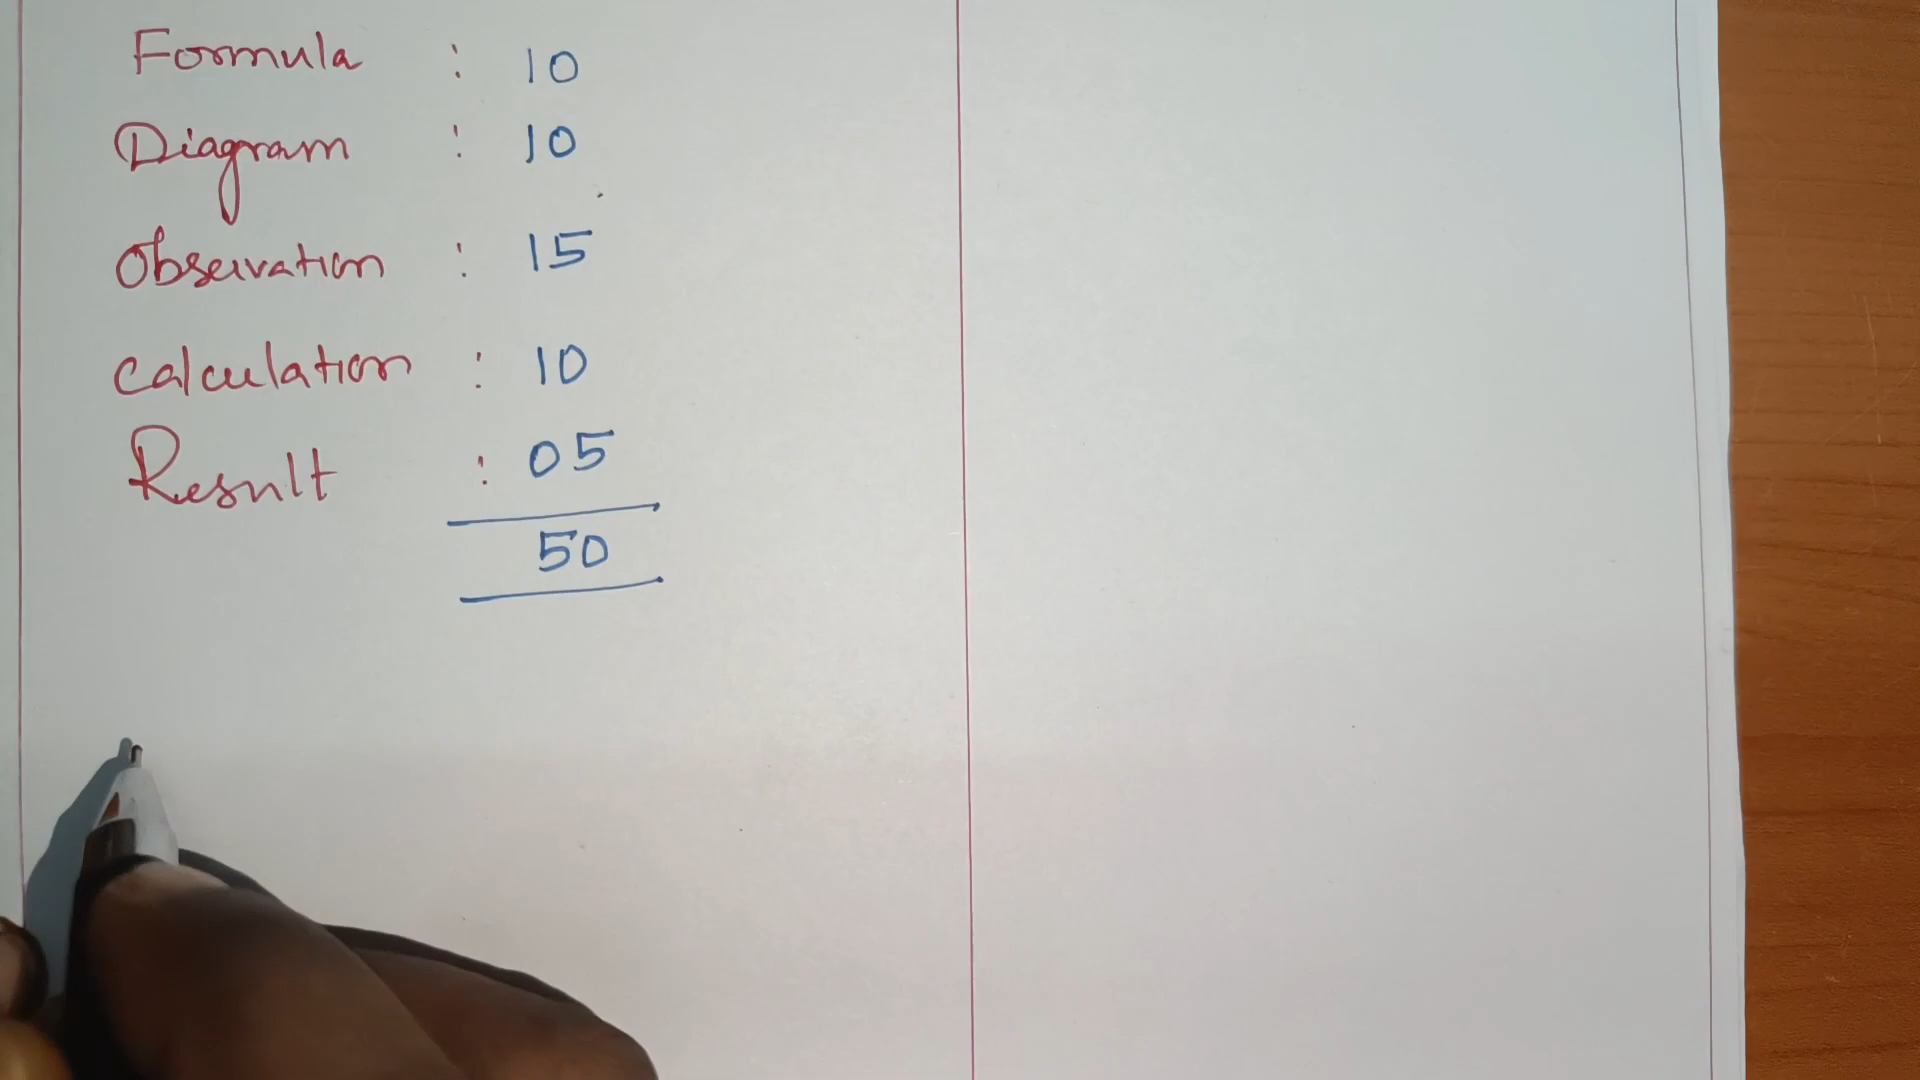 Formula : 10
Diagram : 10
Observation : 15
Calculation : 10
Result : 05
50